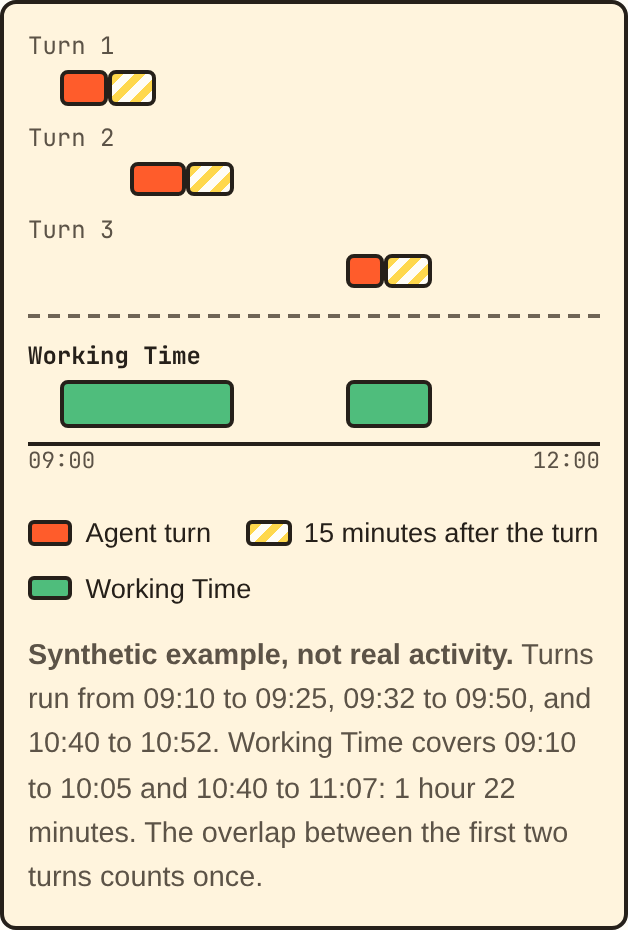 Turn 1
Turn 2
Turn 3
Working Time
09:00 12:00
Agent turn 15 minutes after the turn
Working Time
Synthetic example, not real activity. Turns
run from 09:10 to 09:25, 09:32 to 09:50, and
10:40 to 10:52. Working Time covers 09:10
to 10:05 and 10:40 to 11:07: 1 hour 22
minutes. The overlap between the first two
turns counts once.